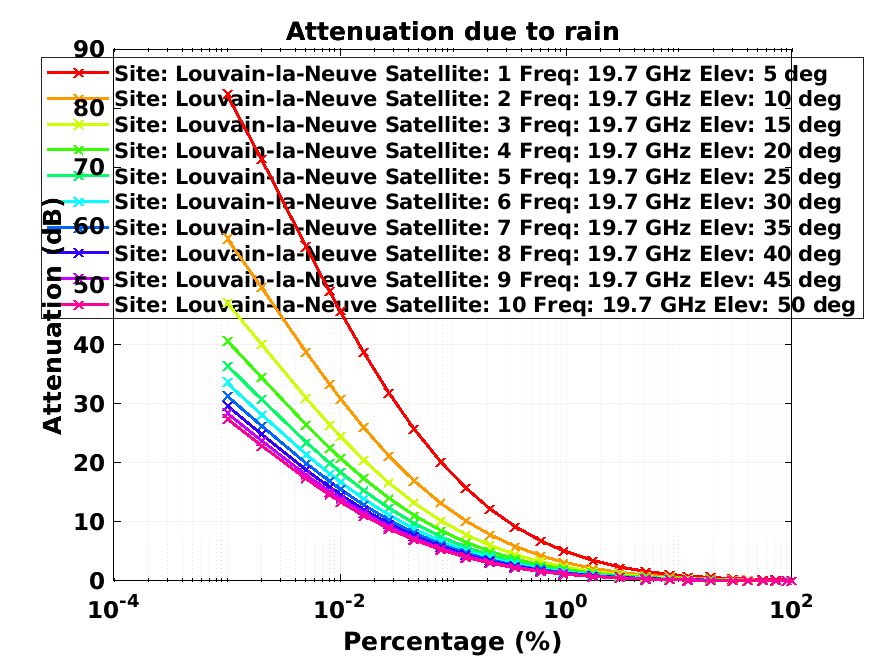 Attenuation due to rain
Site: Louvain-la-Neuve Satellite: 1 Freq: 19.7 GHz Elev: 5 deg
Site: Louvain-la-Neuve Satellite: 2 Freq: 19.7 GHz Elev: 10 deg
Site: Louvain-la-Neuve Satellite: 3 Freq: 19.7 GHz Elev: 15 deg
Site: Louvain-la-Neuve Satellite: 4 Freq: 19.7 GHz Elev: 20 deg
Site: Louvain-la-Neuve Satellite: 5 Freq: 19.7 GHz Elev: 25 deg
Site: Louvain-la-Neuve Satellite: 6 Freq: 19.7 GHz Elev: 30 deg
Site: Louvain-la-Neuve Satellite: 7 Freq: 19.7 GHz Elev: 35 deg
Site: Louvain-la-Neuve Satellite: 8 Freq: 19.7 GHz Elev: 40 deg
Site: Louvain-la-Neuve Satellite: 9 Freq: 19.7 GHz Elev: 45 deg
Site: Louvain-la-Neuve Satellite: 10 Freq: 19.7 GHz Elev: 50 deg
Attenuation (dB)
90
80
70
60
50
40
30
20
10
0
10^-4 10^-2 10^0 10^2
Percentage (%)